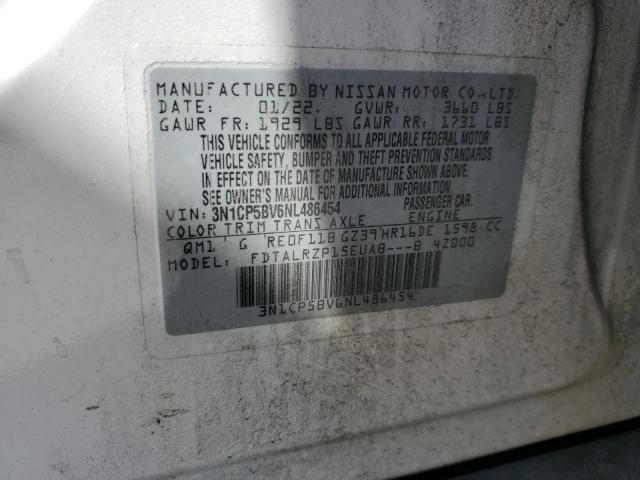 MANUFACTURED BY NISSAN MOTOR CO.,LTD.
DATE: 01/22. GVWR: 3660 LBS
GAWR FR: 1929 LBS GAWR RR: 1731 LBS
THIS VEHICLE CONFORMS TO ALL APPLICABLE FEDERAL MOTOR
VEHICLE SAFETY, BUMPER AND THEFT PREVENTION STANDARDS
IN EFFECT ON THE DATE OF MANUFACTURE SHOWN ABOVE.
SEE OWNER'S MANUAL FOR ADDITIONAL INFORMATION.
VIN: 3N1CP5BV6NL486454 PASSENGER CAR.
COLOR TRIM TRANS AXLE ENGINE
QM1 G RE0F11B GZ39 HR16DE 1598 CC
FDTALRZP15EUAB---B 4Z000
3N1CP5BV6NL486454